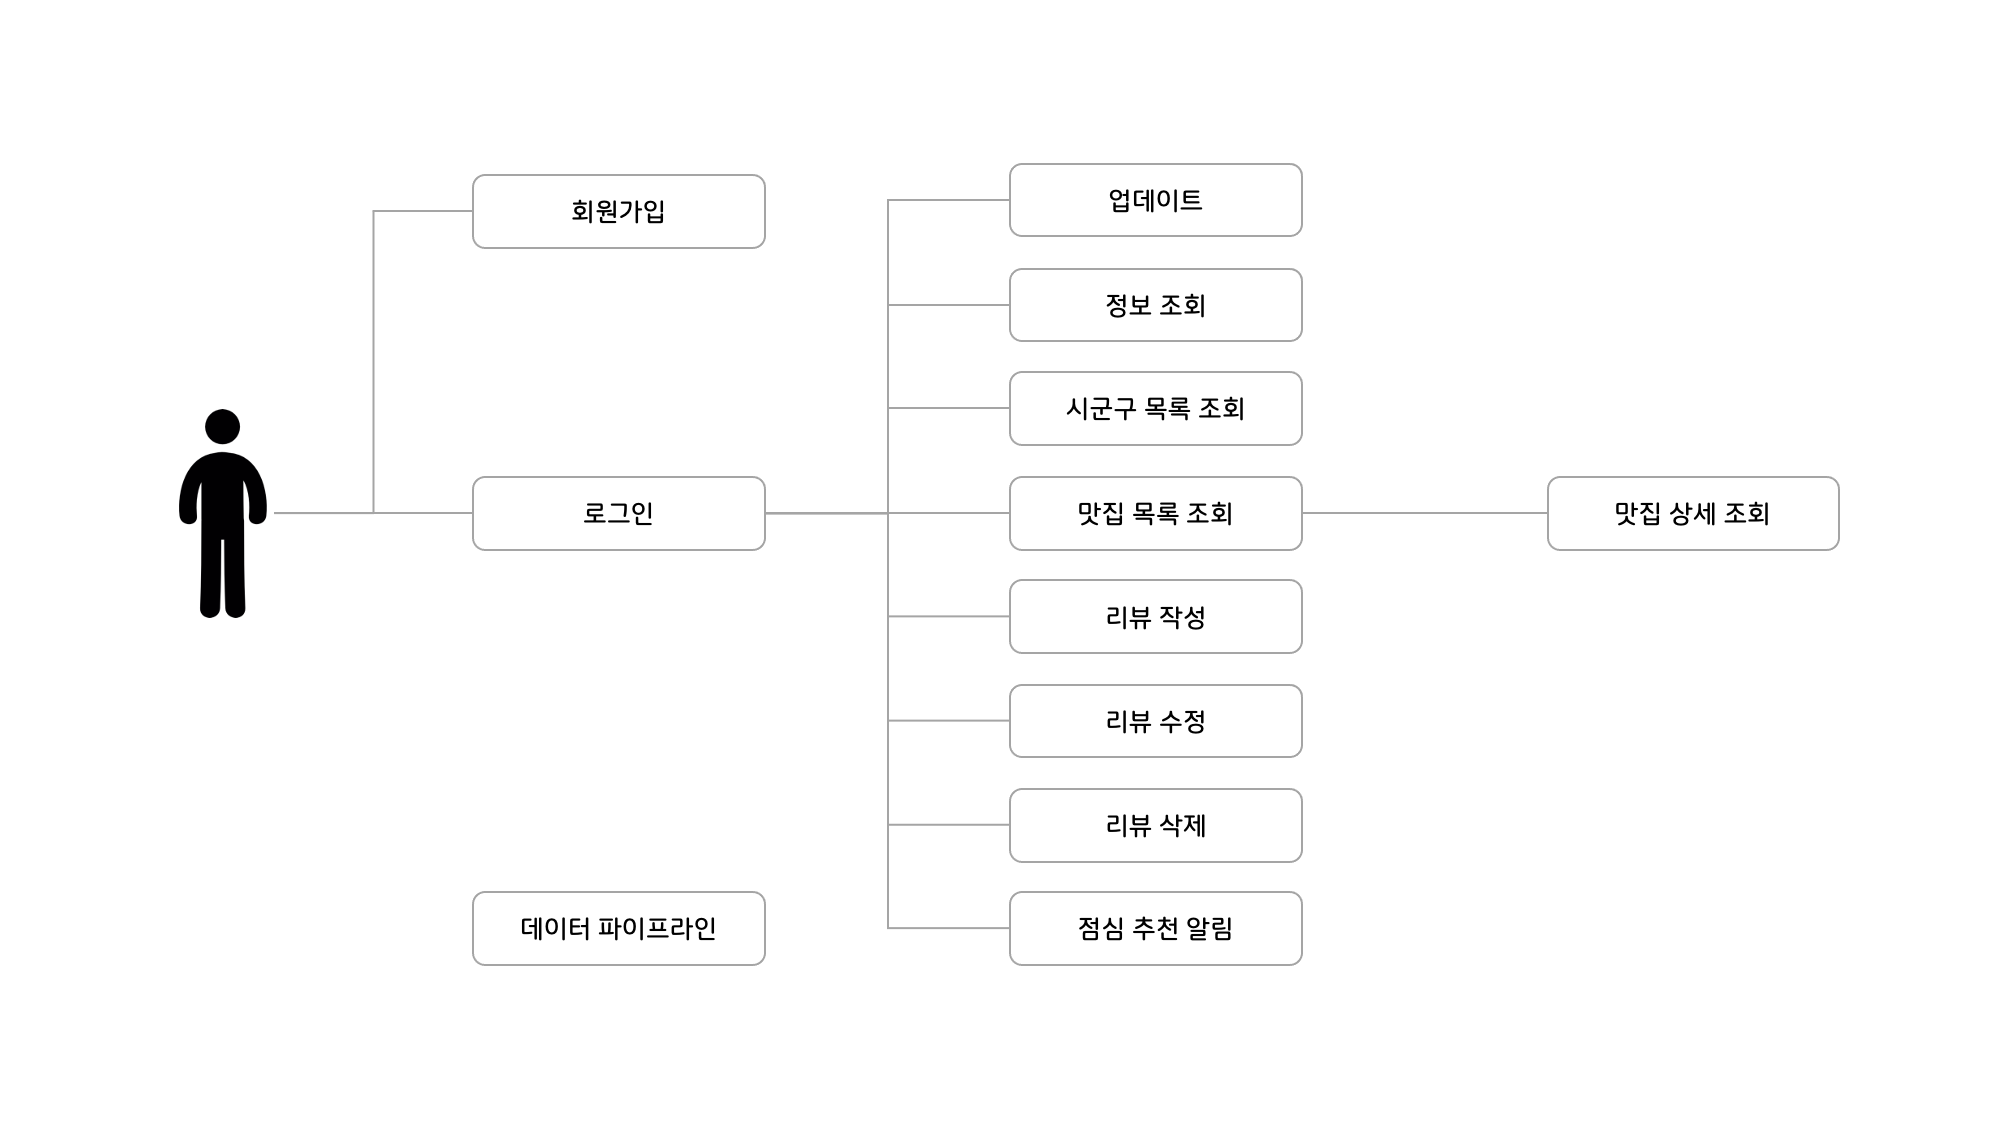 회원가입
로그인
데이터 파이프라인
업데이트
정보 조회
시군구 목록 조회
맛집 목록 조회
리뷰 작성
리뷰 수정
리뷰 삭제
점심 추천 알림
맛집 상세 조회